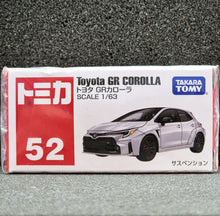 トミカ
52
Toyota GR COROLLA
トヨタ GRカローラ
SCALE 1/63
TAKARA
TOMY
サスペンション